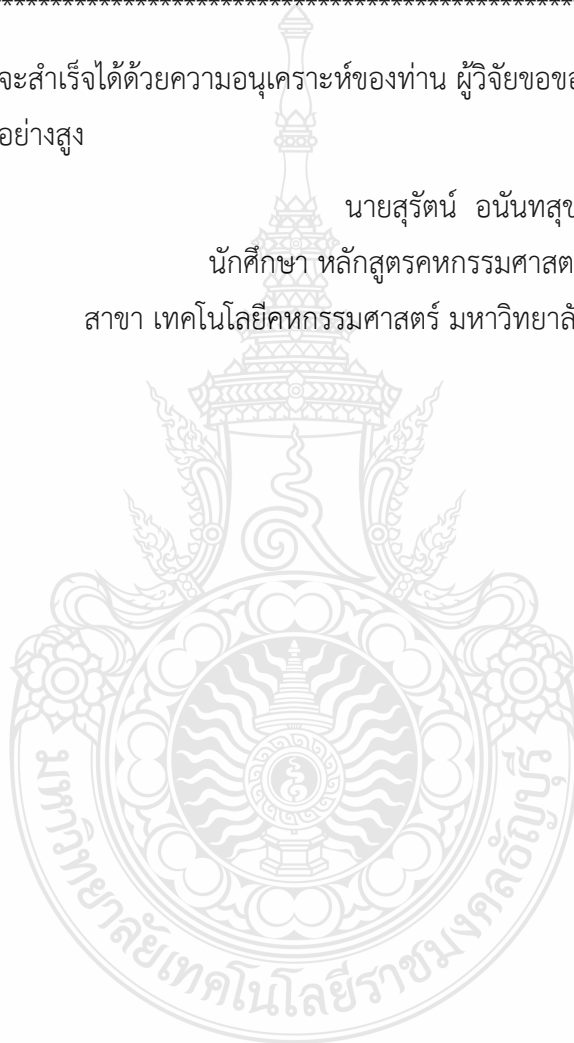 ************************************************
จะสำเร็จได้ด้วยความอนุเคราะห์ของท่าน ผู้วิจัยขอ
อย่างสูง
นายสุรัตน์ อนันทสุข
นักศึกษา หลักสูตรคหกรรมศาสต
สาขา เทคโนโลยีคหกรรมศาสตร์ มหาวิทยาลั
มหาวิทยาลัยเทคโนโลยีราชมงคลธัญบุรี